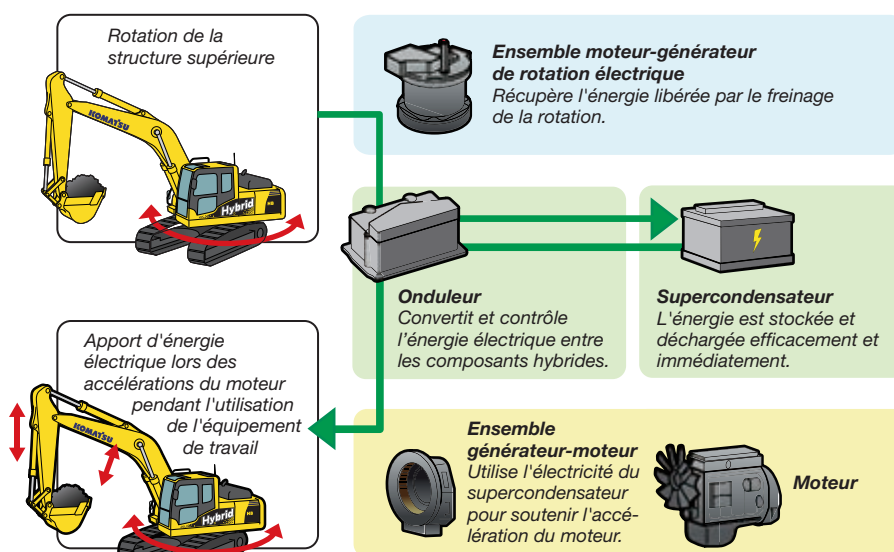 Rotation de la
structure supérieure
KOMATSU
Hybrid
Ensemble moteur-générateur
de rotation électrique
Récupère l'énergie libérée par le freinage
de la rotation.
Onduleur
Convertit et contrôle
l'énergie électrique entre
les composants hybrides.
Supercondensateur
L'énergie est stockée et
déchargée efficacement et
immédiatement.
Apport d'énergie
électrique lors des
accélérations du moteur
pendant l'utilisation
de l'équipement
de travail
KOMATSU
Hybrid
Ensemble
générateur-moteur
Utilise l'électricité du
supercondensateur
pour soutenir l'accé-
lération du moteur.
Moteur